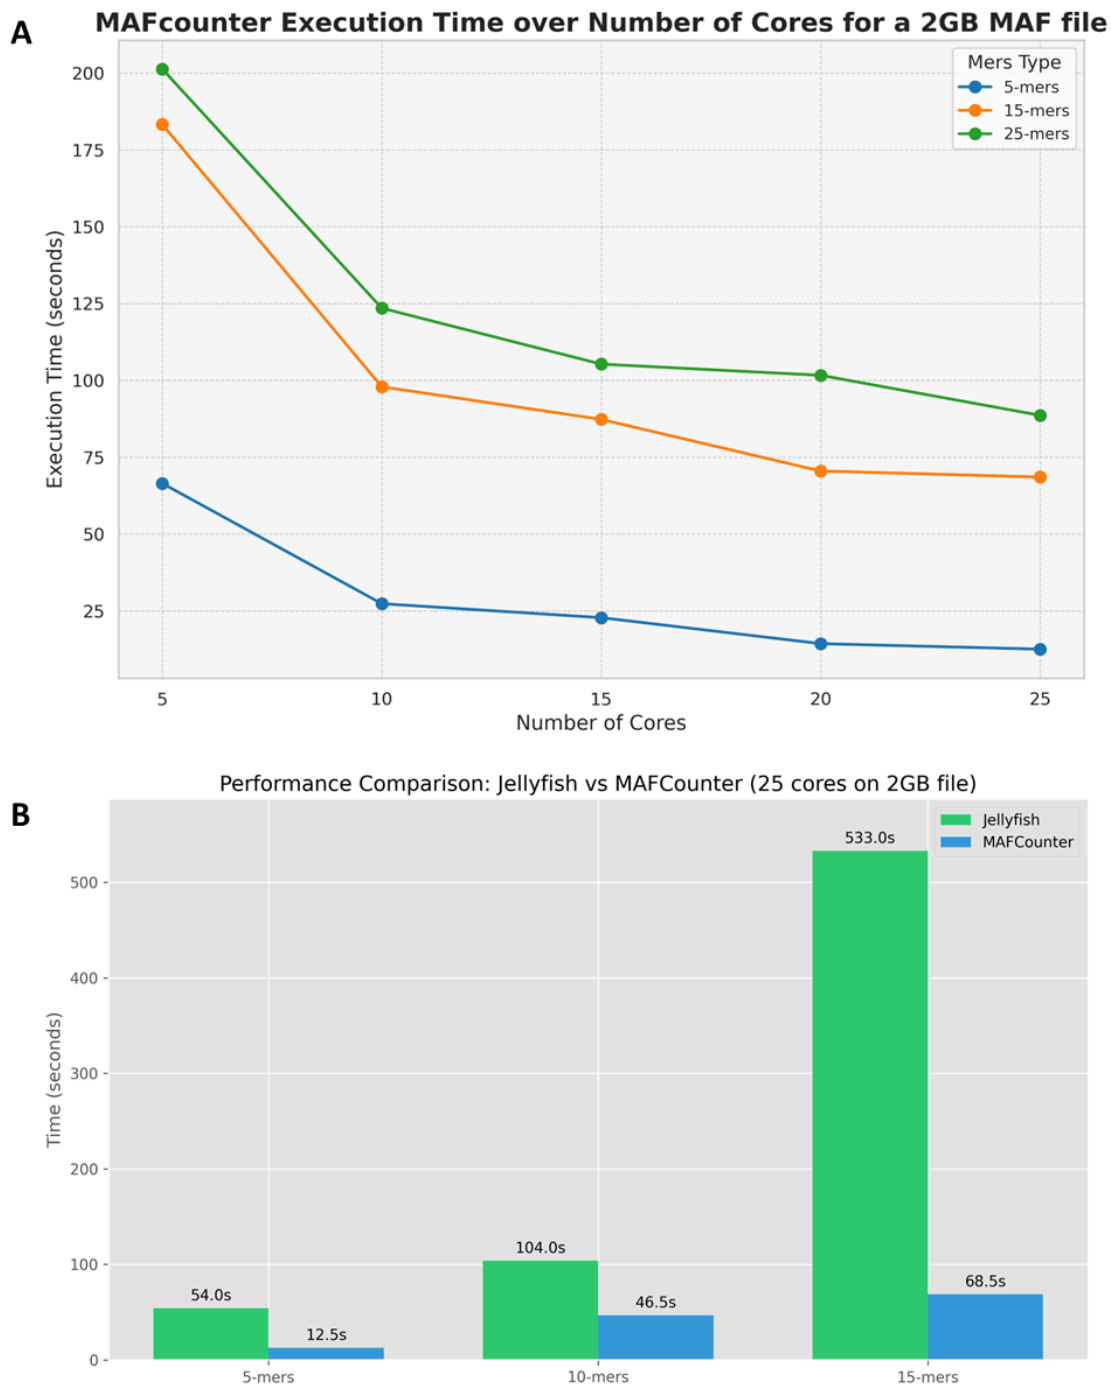 A
MAFcounter Execution Time over Number of Cores for a 2GB MAF file
Mers Type
5-mers
15-mers
25-mers
Execution Time (seconds)
200
175
150
125
100
75
50
25
5 10 15 20 25
Number of Cores
B
Performance Comparison: Jellyfish vs MAFCounter (25 cores on 2GB file)
Jellyfish
MAFCounter
Time (seconds)
500
400
300
200
100
0
54.0s
12.5s
104.0s
46.5s
533.0s
68.5s
5-mers 10-mers 15-mers